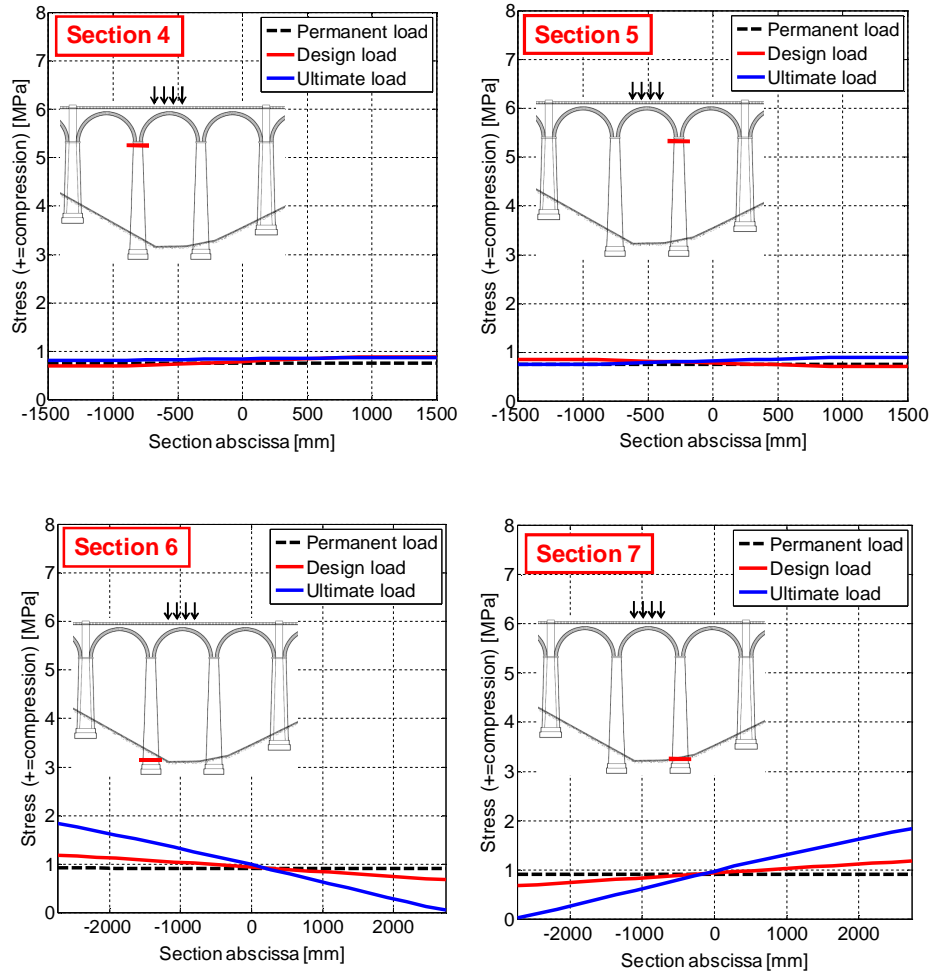 Section 4
Permanent load
Design load
Ultimate load
Stress (+=compression) [MPa]
8
7
6
5
4
3
2
1
0
-1500 -1000 -500 0 500 1000 1500
Section abscissa [mm]
Section 5
Permanent load
Design load
Ultimate load
Stress (+=compression) [MPa]
8
7
6
5
4
3
2
1
0
-1500 -1000 -500 0 500 1000 1500
Section abscissa [mm]
Section 6
Permanent load
Design load
Ultimate load
Stress (+=compression) [MPa]
8
7
6
5
4
3
2
1
0
-2000 -1000 0 1000 2000
Section abscissa [mm]
Section 7
Permanent load
Design load
Ultimate load
Stress (+=compression) [MPa]
8
7
6
5
4
3
2
1
0
-2000 -1000 0 1000 2000
Section abscissa [mm]